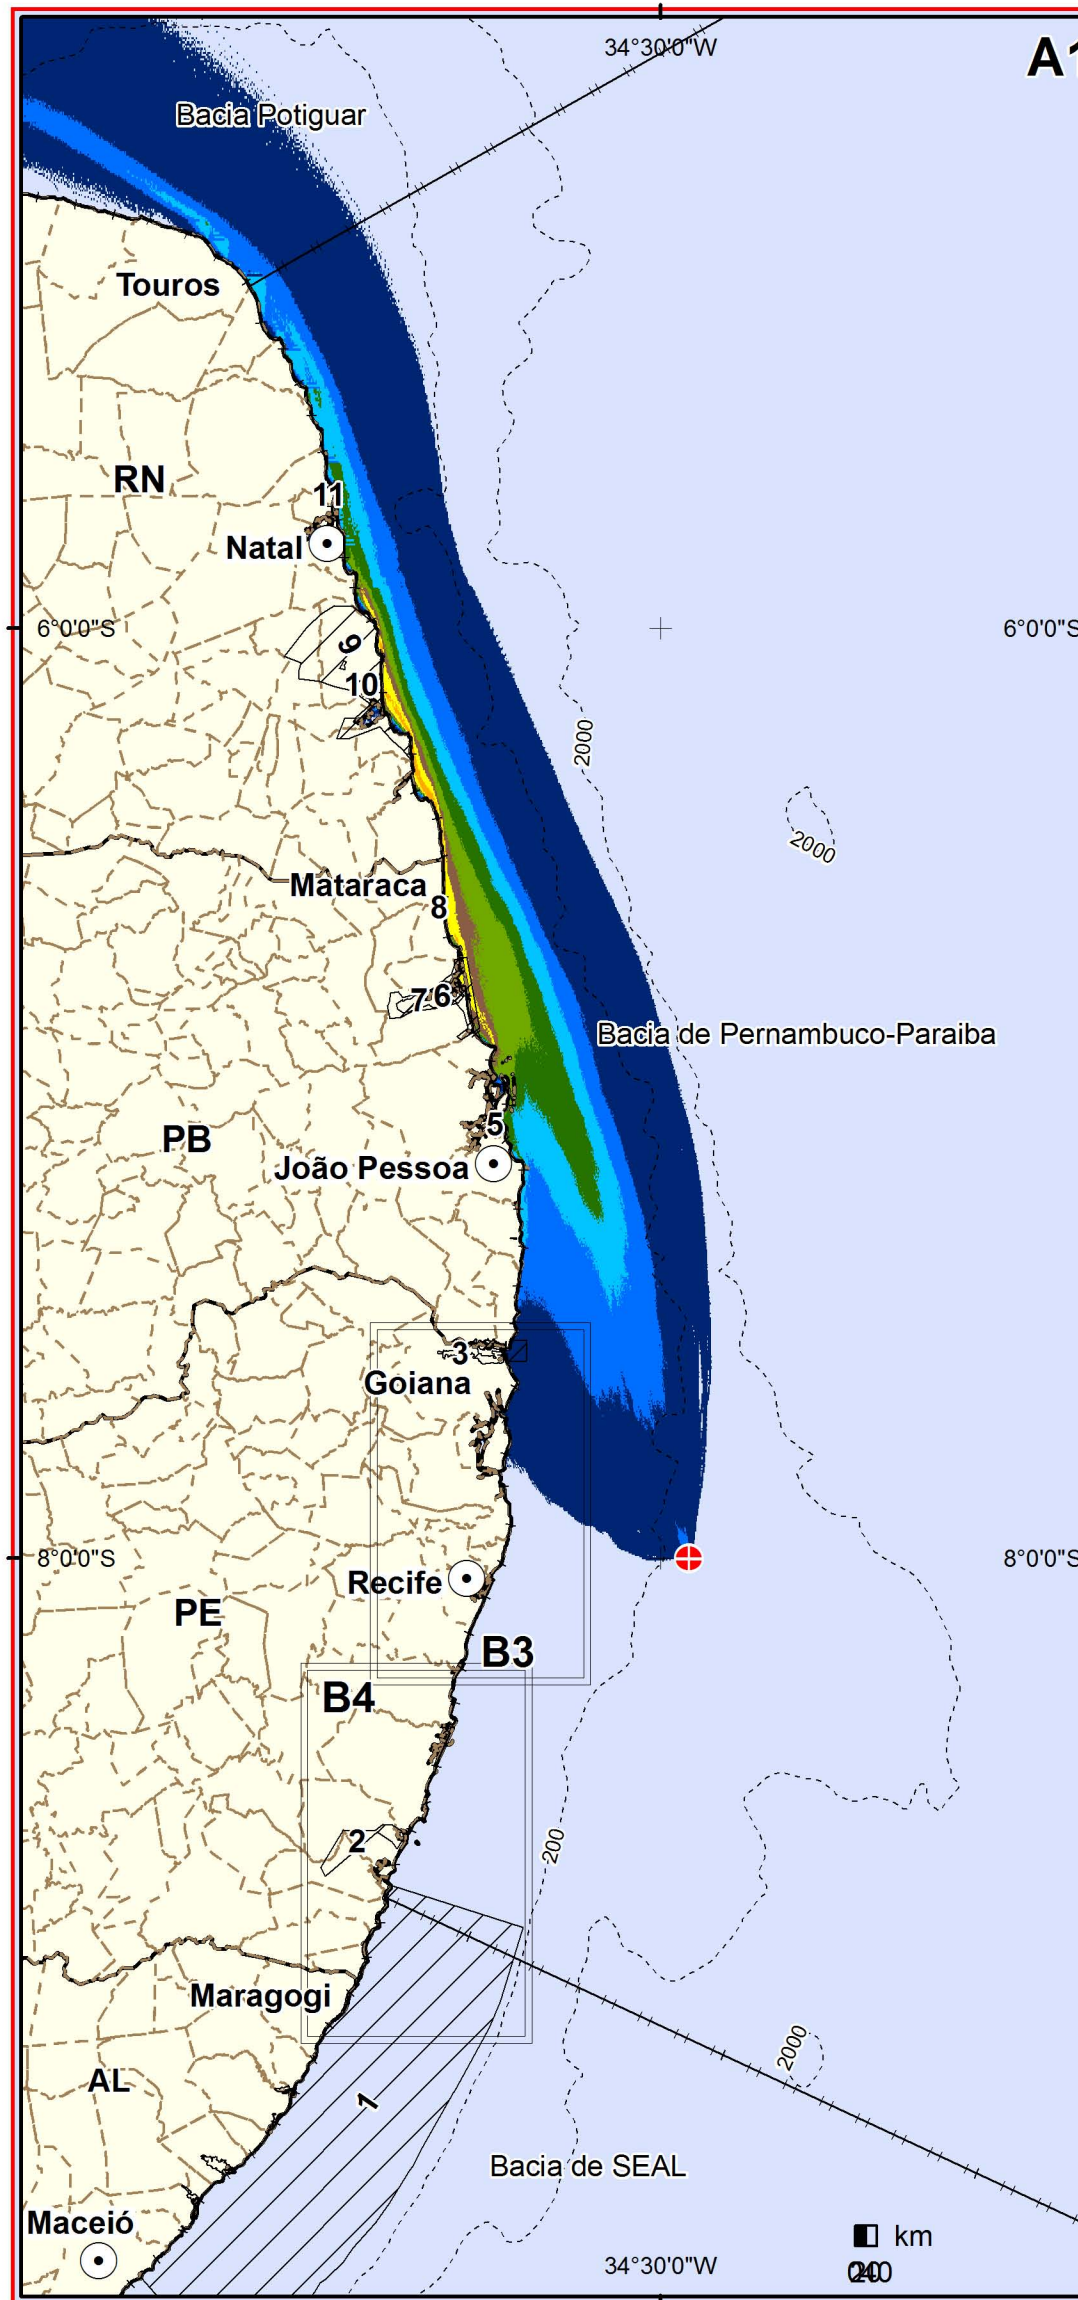 34°30'0"W
A1
Bacia Potiguar
Touros
RN
11
Natal
6°0'0"S
6°0'0"S
9
10
2000
2000
Mataraca
8
7
6
Bacia de Pernambuco-Paraiba
5
PB
João Pessoa
3
Goiana
8°0'0"S
8°0'0"S
Recife
PE
B3
B4
2
200
Maragogi
2000
AL
1
Bacia de SEAL
Maceió
km
34°30'0"W